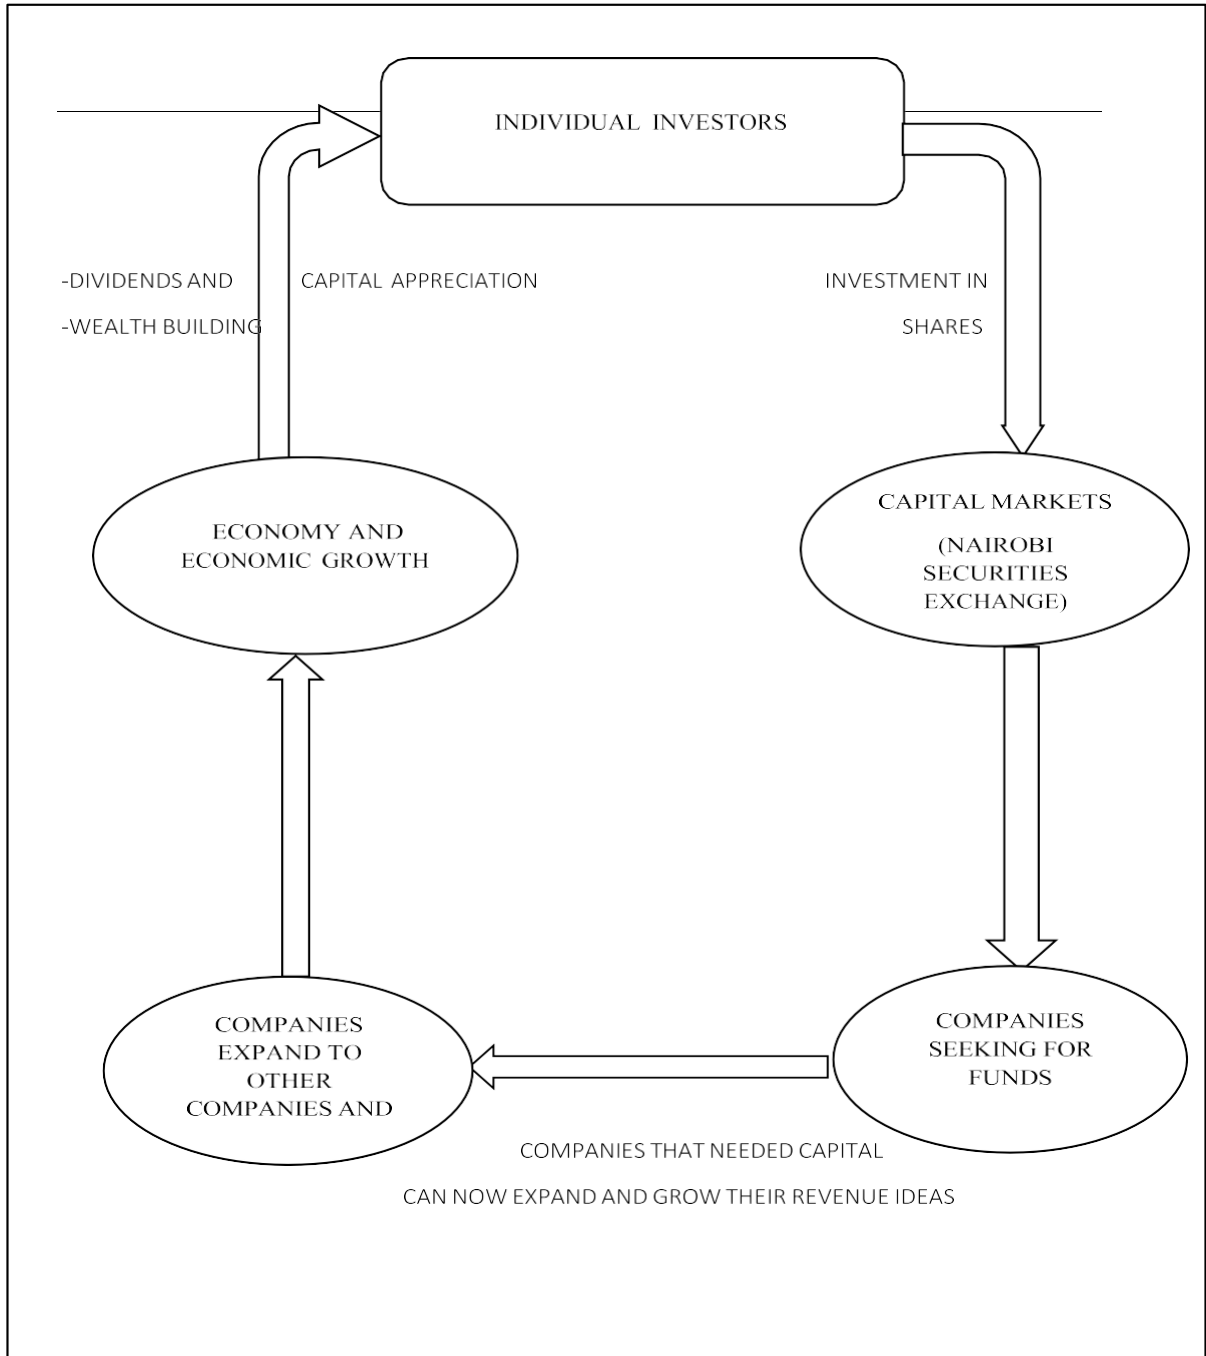 INDIVIDUAL INVESTORS
-DIVIDENDS AND CAPITAL APPRECIATION
-WEALTH BUILDING
INVESTMENT IN
SHARES
ECONOMY AND
ECONOMIC GROWTH
CAPITAL MARKETS
(NAIROBI
SECURITIES
EXCHANGE)
COMPANIES
EXPAND TO
OTHER
COMPANIES AND
COMPANIES
SEEKING FOR
FUNDS
COMPANIES THAT NEEDED CAPITAL
CAN NOW EXPAND AND GROW THEIR REVENUE IDEAS